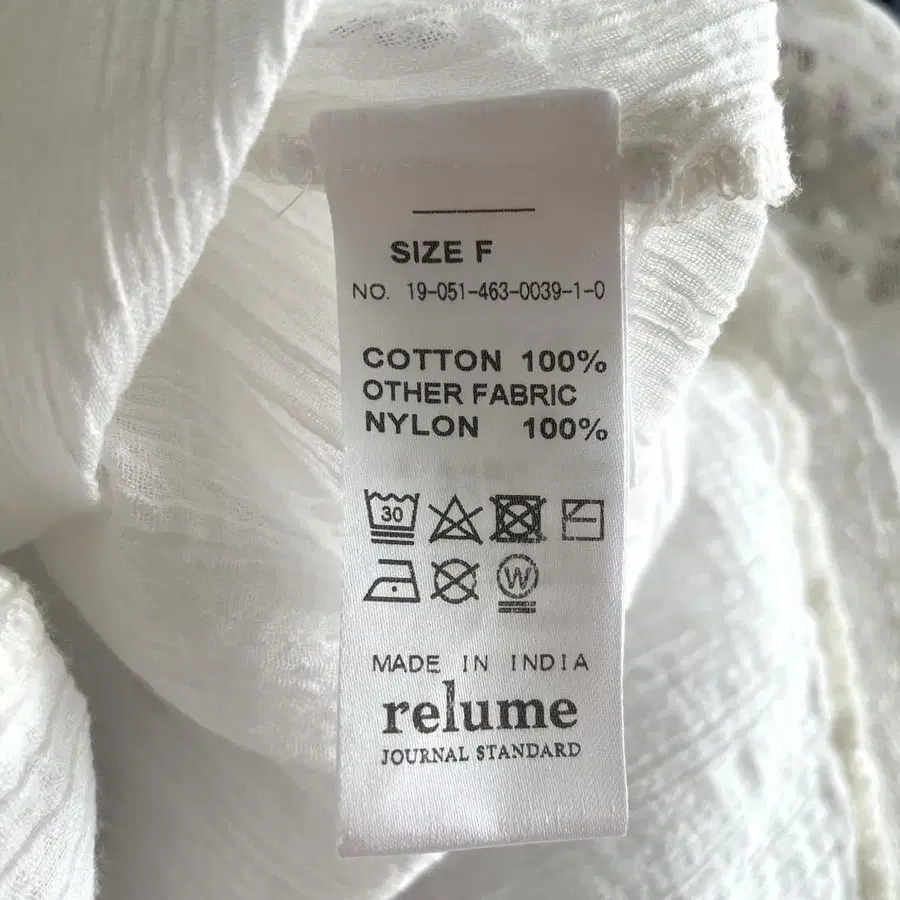 SIZE F
NO. 19-051-463-0039-1-0
COTTON 100%
OTHER FABRIC
NYLON 100%
30
W
MADE IN INDIA
relume
JOURNAL STANDARD